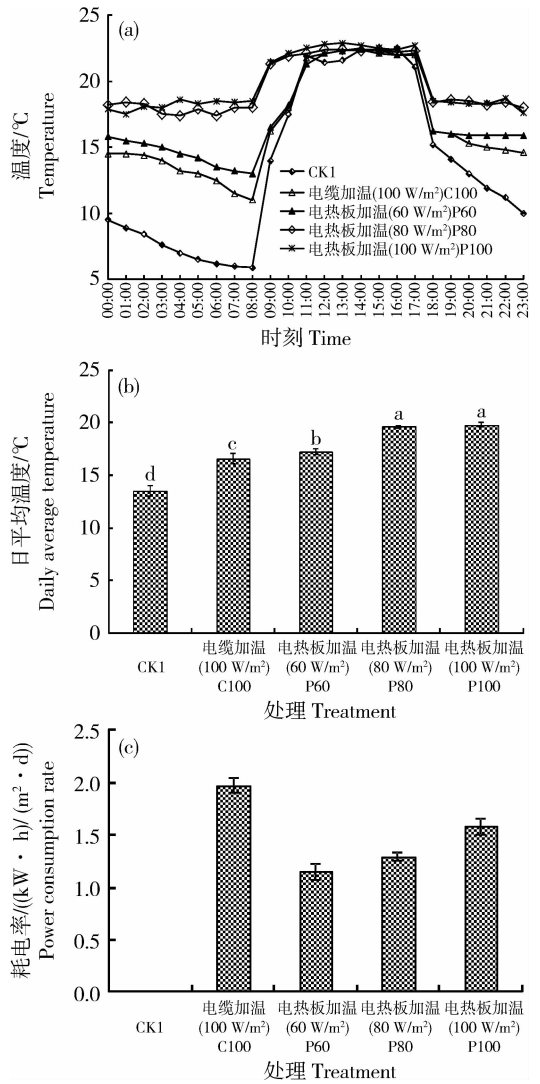 (a)
25
20
15
10
5
温度/℃
Temperature
CK1
电缆加温(100 W/m²)C100
电热板加温(60 W/m²)P60
电热板加温(80 W/m²)P80
电热板加温(100 W/m²)P100
00:00
01:00
02:00
03:00
04:00
05:00
06:00
07:00
08:00
09:00
10:00
11:00
12:00
13:00
14:00
15:00
16:00
17:00
18:00
19:00
20:00
21:00
22:00
23:00
时刻 Time
(b)
25
20
15
10
5
0
日平均温度/℃
Daily average temperature
d
c
b
a
a
CK1
电缆加温
(100 W/m²)
C100
电热板加温
(60 W/m²)
P60
电热板加温
(80 W/m²)
P80
电热板加温
(100 W/m²)
P100
处理 Treatment
(c)
2.5
2.0
1.5
1.0
0.5
0
耗电率/((kW·h)/(m²·d))
Power consumption rate
CK1
电缆加温
(100 W/m²)
C100
电热板加温
(60 W/m²)
P60
电热板加温
(80 W/m²)
P80
电热板加温
(100 W/m²)
P100
处理 Treatment